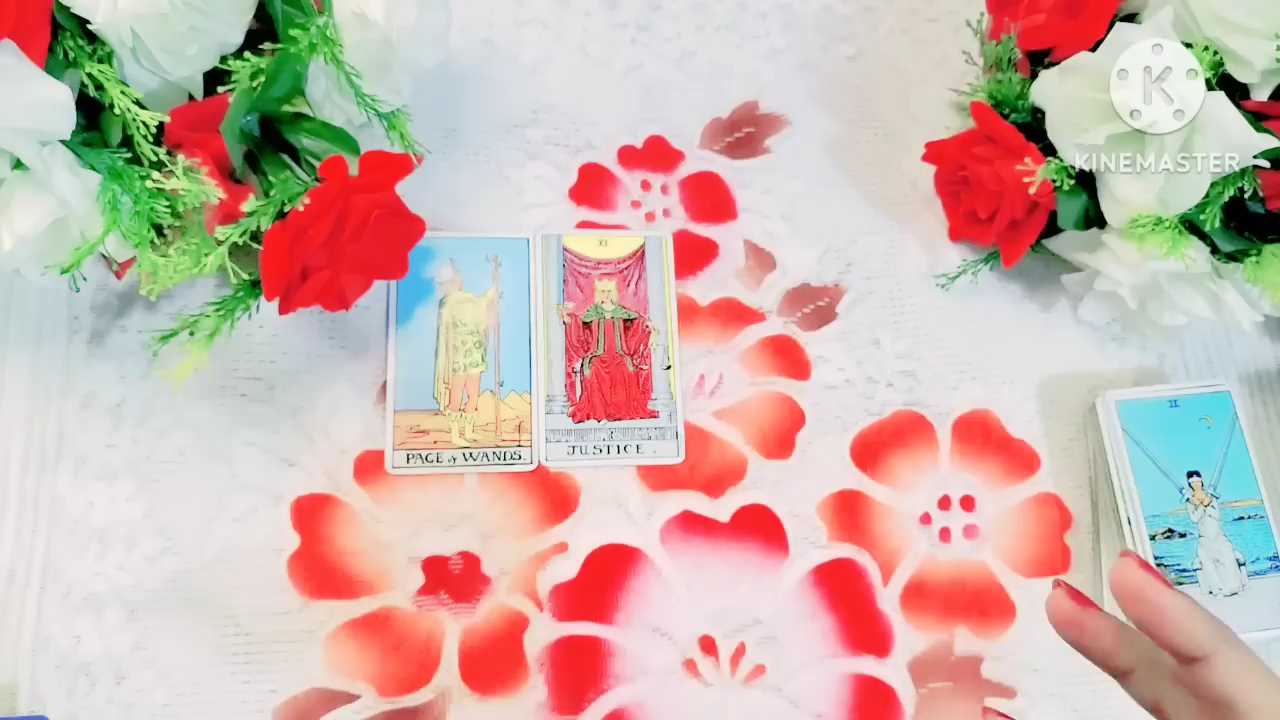 K
KINEMASTER
XI
PAGE of WANDS.
JUSTICE.
II